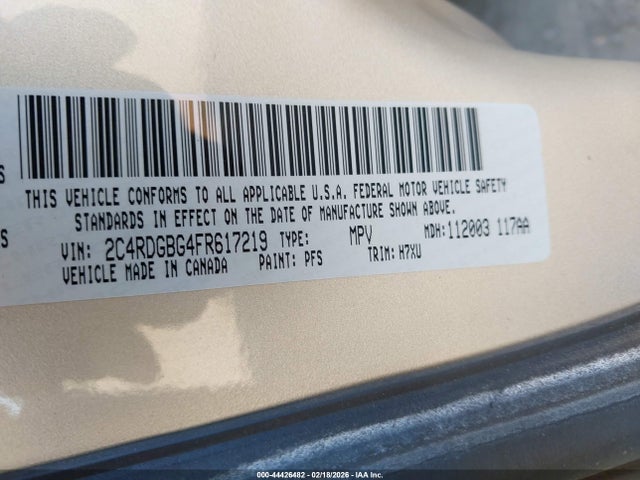 THIS VEHICLE CONFORMS TO ALL APPLICABLE U.S.A. FEDERAL MOTOR VEHICLE SAFETY
S
STANDARDS IN EFFECT ON THE DATE OF MANUFACTURE SHOWN ABOVE.
S
VIN: 2C4RDGBG4FR617219 TYPE: MPV MDH: 112003 117AA
VEHICLE MADE IN CANADA PAINT: PFS TRIM: H7XU
000-44426482 - 02/18/2026 - IAA Inc.